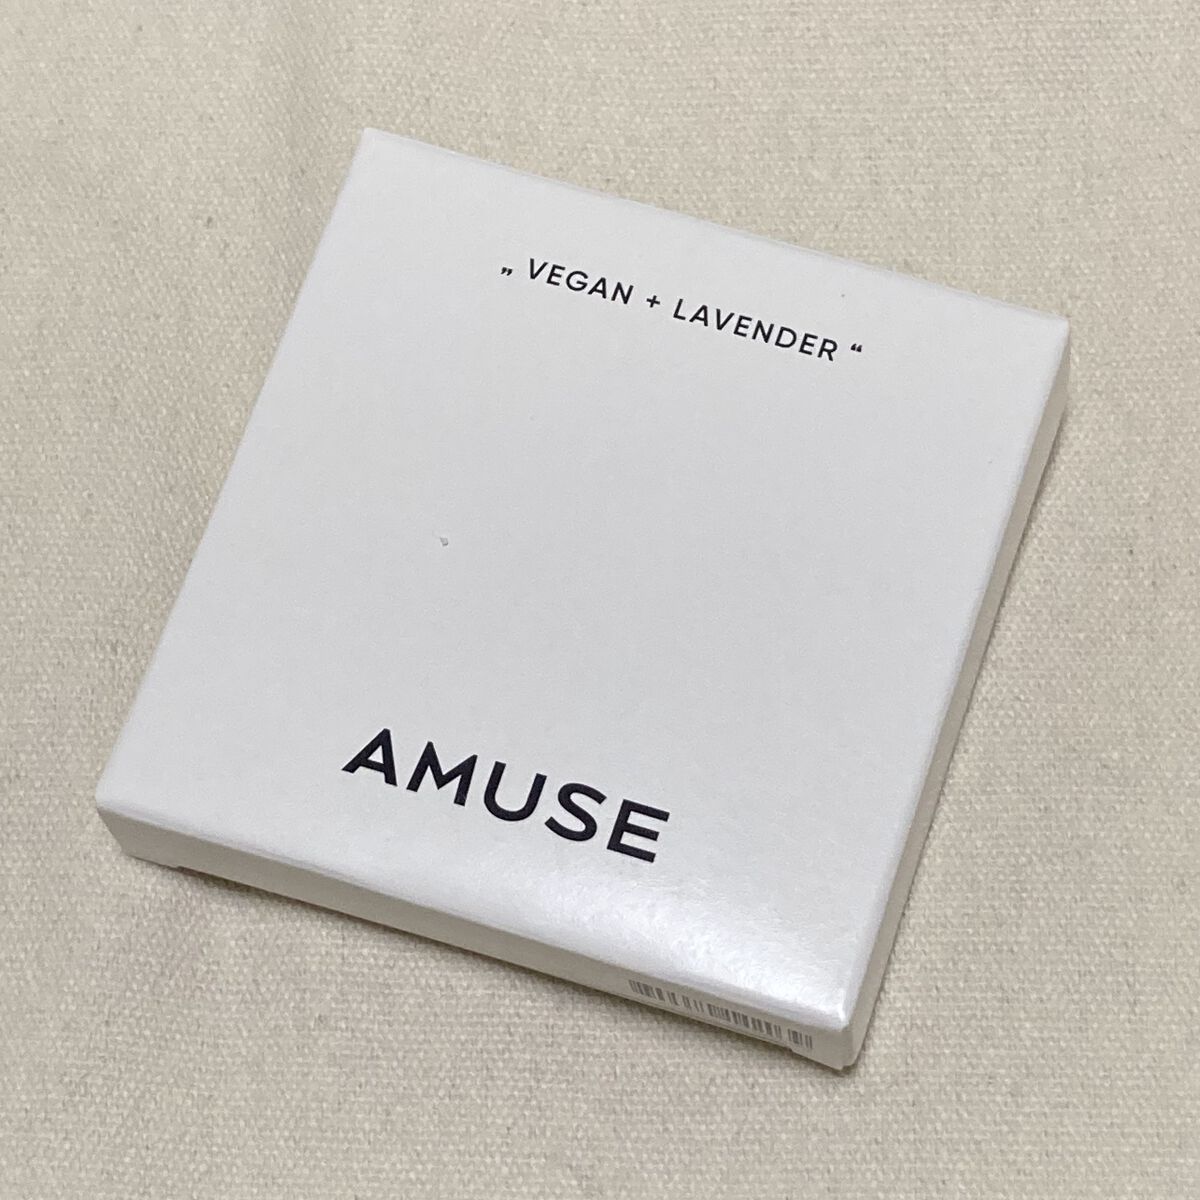 „ VEGAN + LAVENDER “
AMUSE